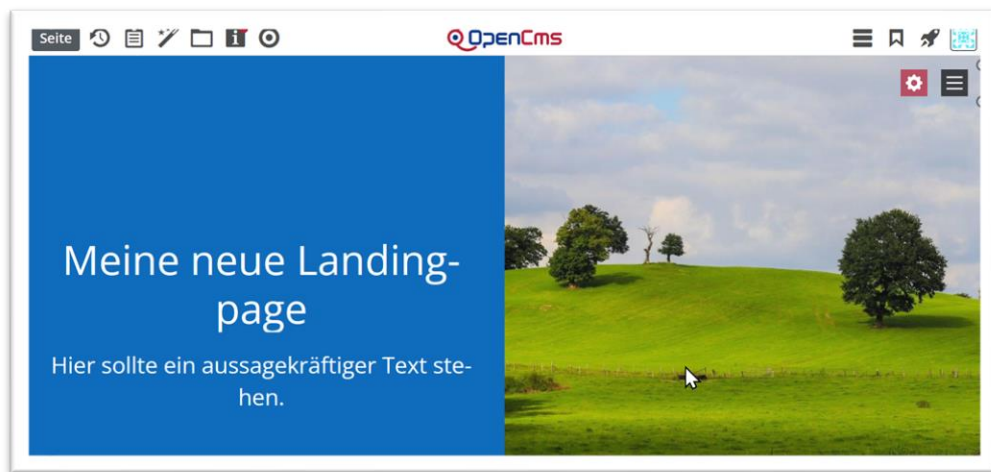 Seite
OpenCms
Meine neue Landing-
page
Hier sollte ein aussagekräftiger Text ste-
hen.